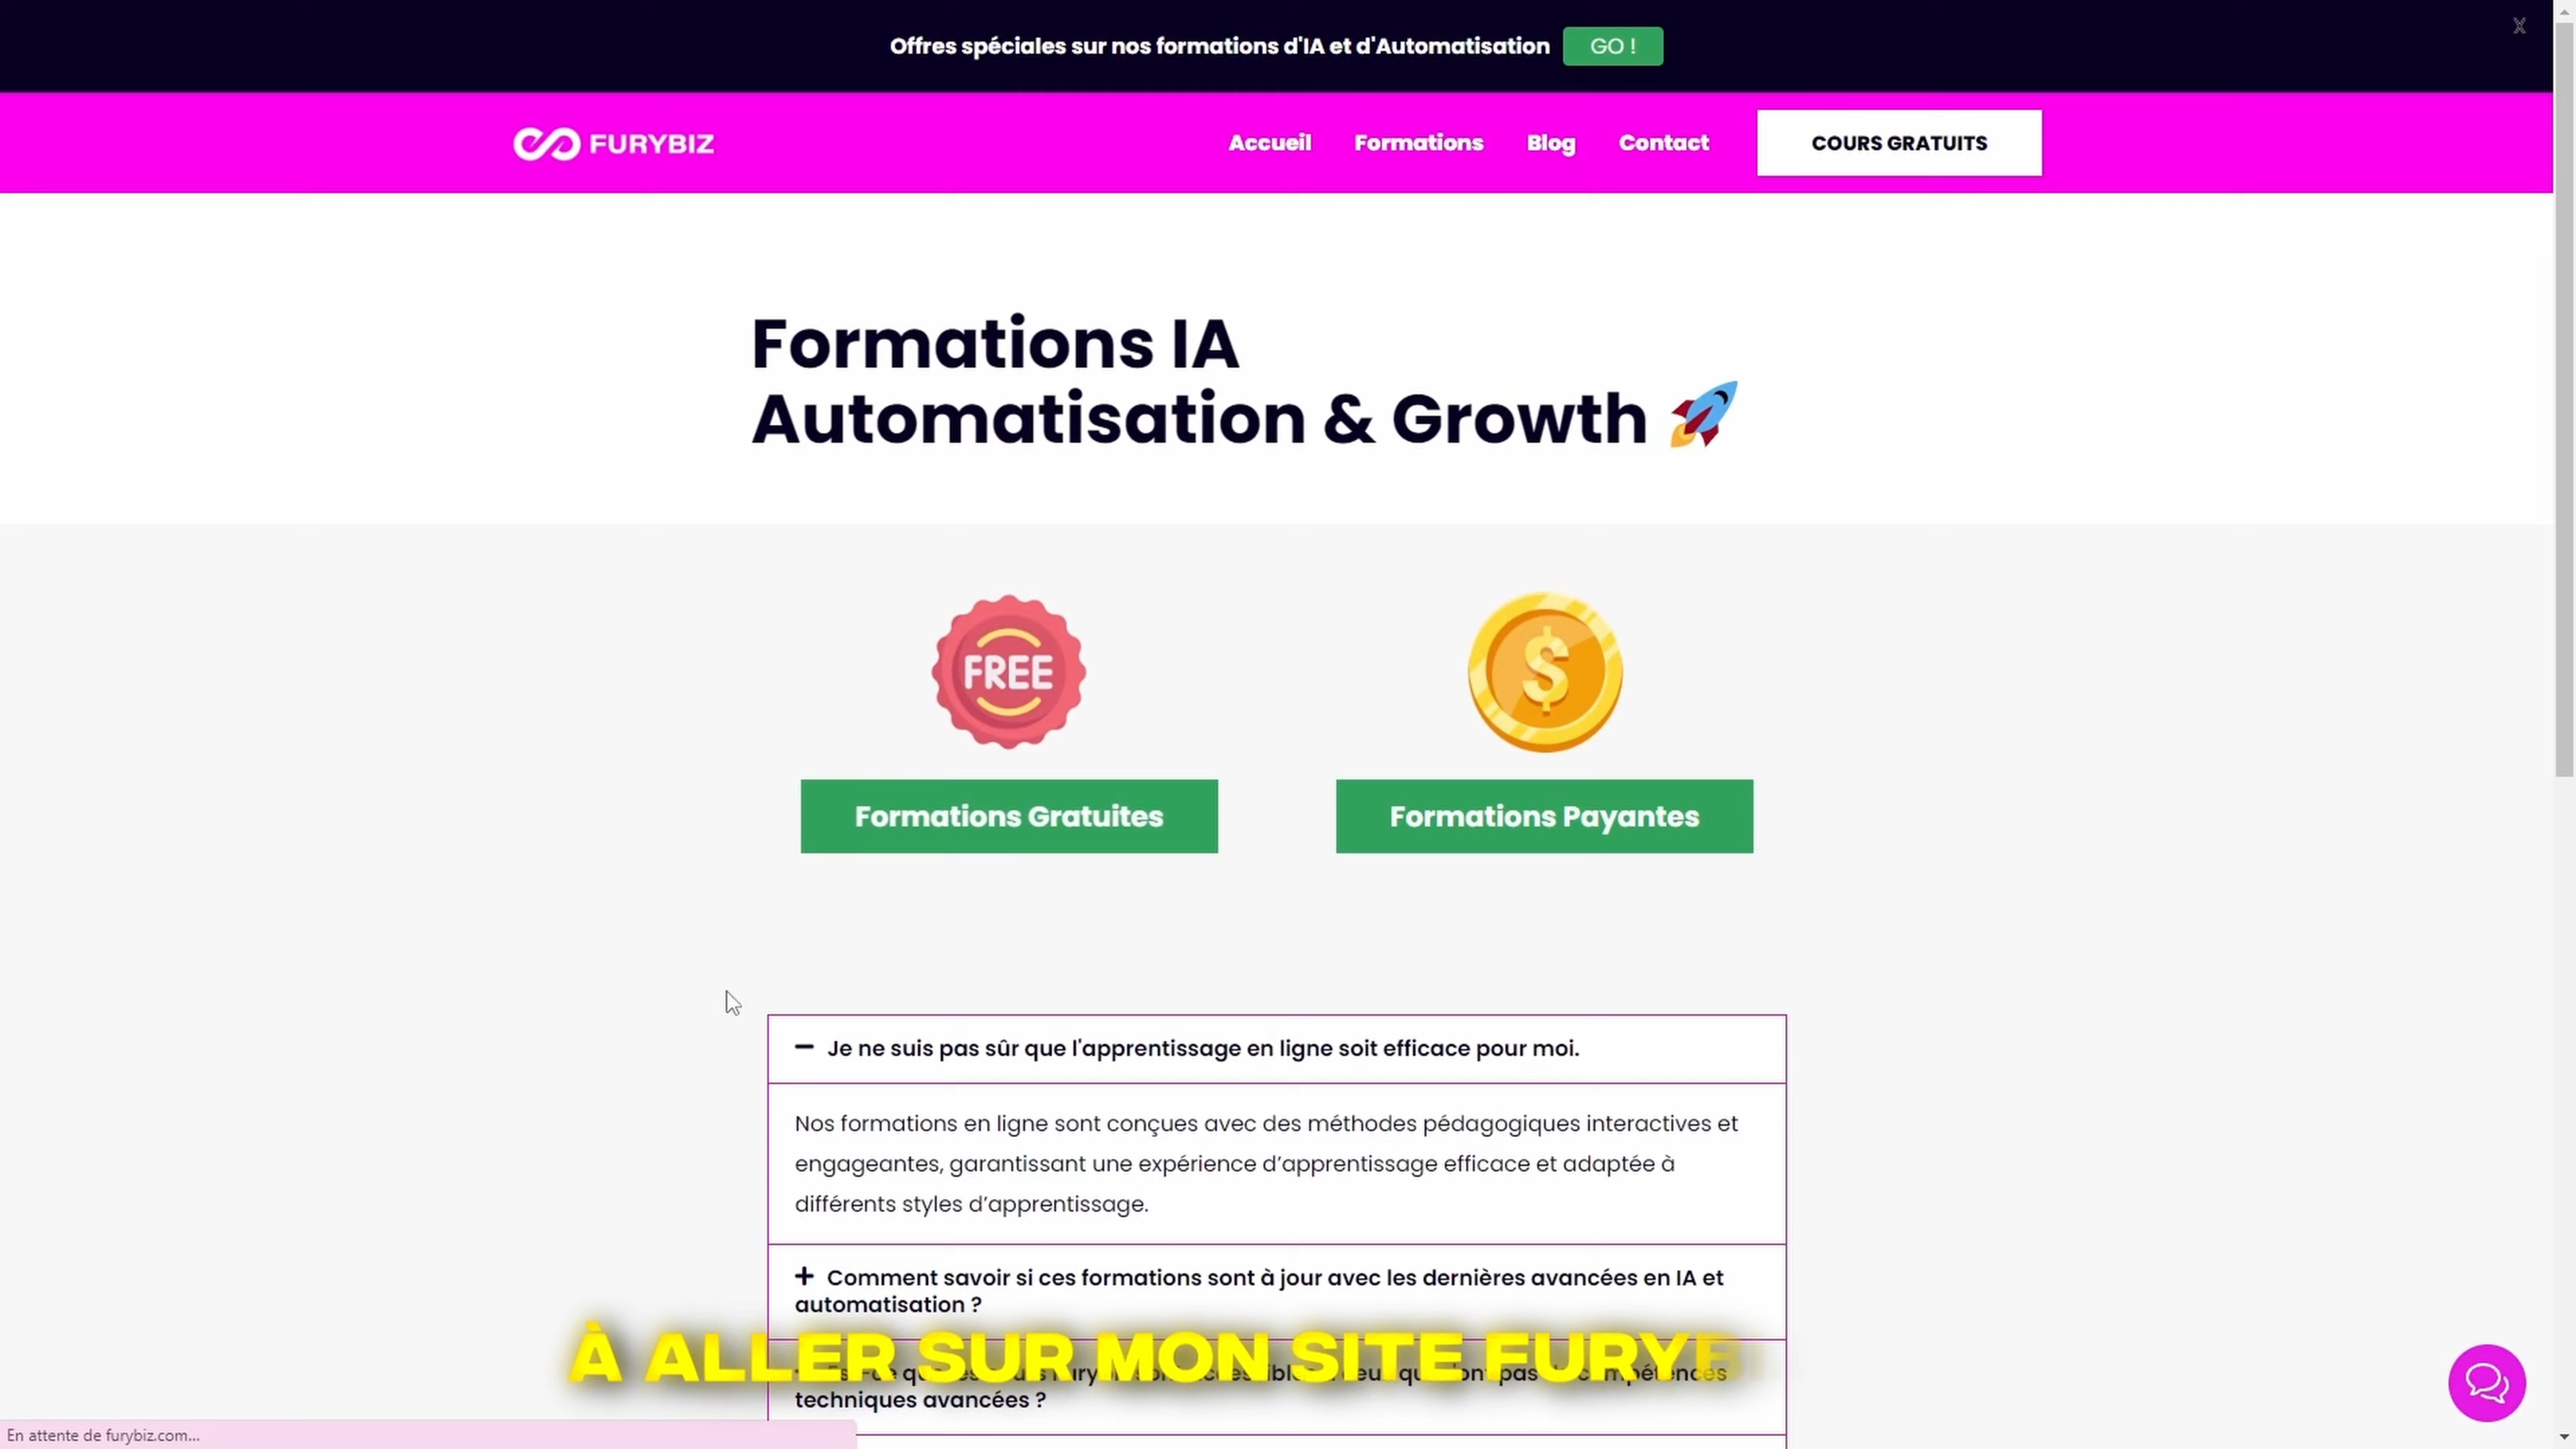 Offres spéciales sur nos formations d'IA et d'Automatisation GO !
X
FURYBIZ Accueil Formations Blog Contact COURS GRATUITS
Formations IA
Automatisation & Growth
FREE
$
Formations Gratuites Formations Payantes
Je ne suis pas sûr que l'apprentissage en ligne soit efficace pour moi.
Nos formations en ligne sont conçues avec des méthodes pédagogiques interactives et
engageantes, garantissant une expérience d’apprentissage efficace et adaptée à
différents styles d’apprentissage.
Comment savoir si ces formations sont à jour avec les dernières avancées en IA et
automatisation ?
À ALLER SUR MON SITE FURYB
techniques avancées ?
En attente de furybiz.com...